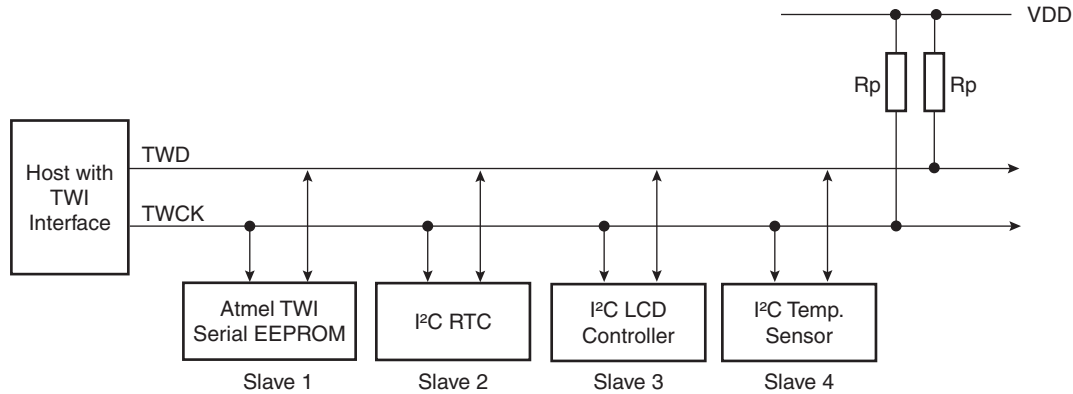 VDD
Rp
Rp
Host with
TWI
Interface
TWD
TWCK
Atmel TWI
Serial EEPROM
Slave 1
I²C RTC
Slave 2
I²C LCD
Controller
Slave 3
I²C Temp.
Sensor
Slave 4